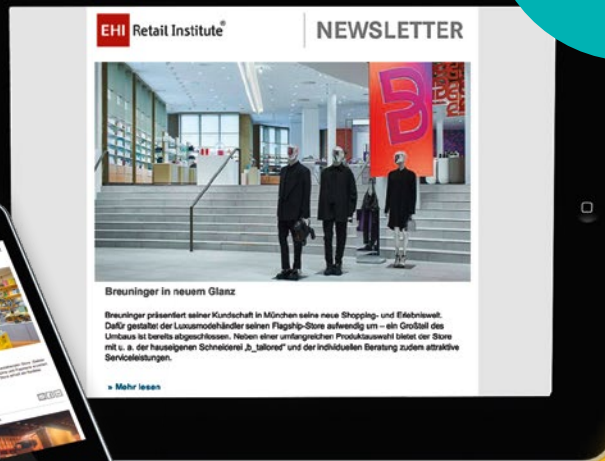 EHI Retail Institute®
NEWSLETTER
Breuninger in neuem Glanz
Breuninger präsentiert seiner Kundschaft in München seine neue Shopping- und Erlebniswelt.
Dafür gestaltet der Luxusmodehändler seinen Flagship-Store aufwendig um – ein Großteil des
Umbaus ist bereits abgeschlossen. Neben einer umfangreichen Produktauswahl bietet der Store
mit u. a. der hauseigenen Schneiderei „b_tailored" und der individuellen Beratung zudem attraktive
Serviceleistungen.
» Mehr lesen